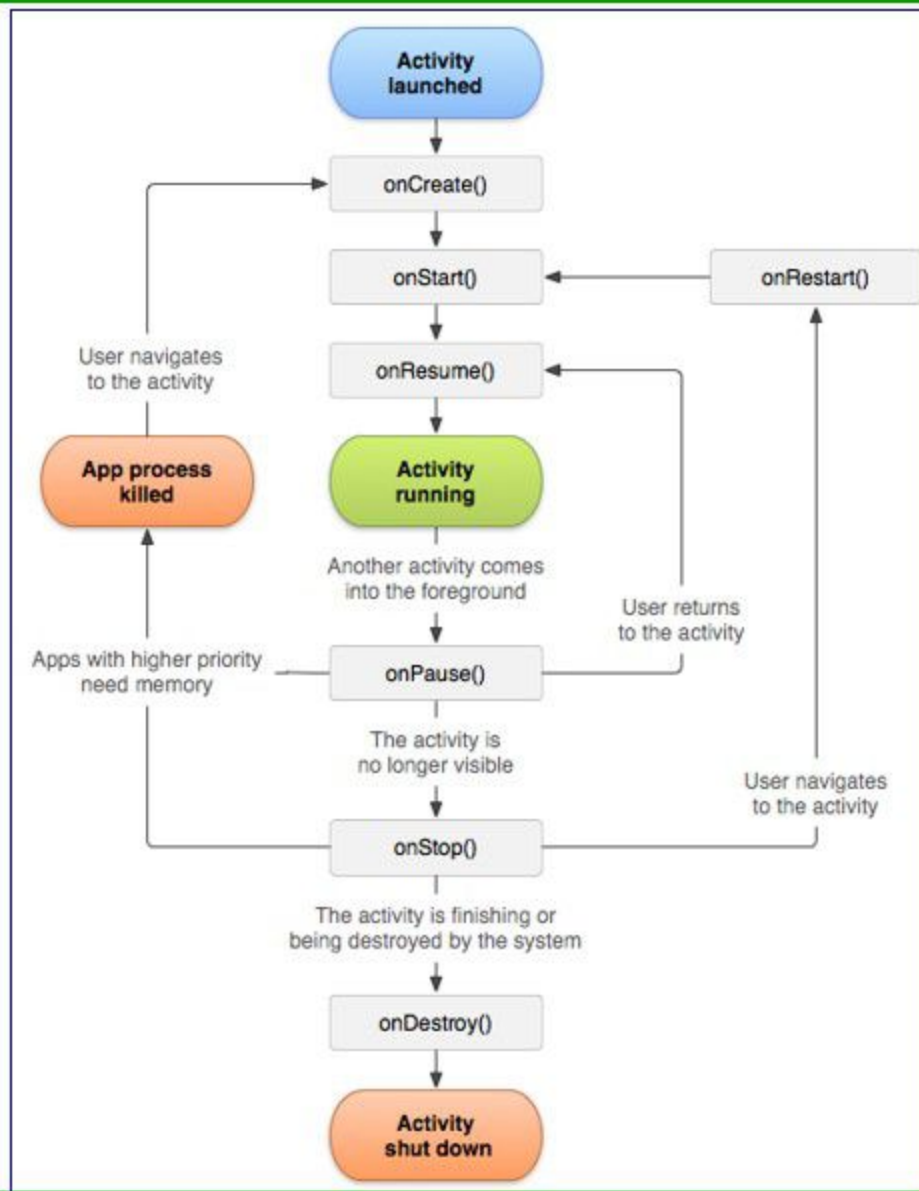 Activity
launched
onCreate()
onStart()
onRestart()
onResume()
User navigates
to the activity
App process
killed
Activity
running
Another activity comes
into the foreground
User returns
to the activity
Apps with higher priority
need memory
onPause()
The activity is
no longer visible
User navigates
to the activity
onStop()
The activity is finishing or
being destroyed by the system
onDestroy()
Activity
shut down